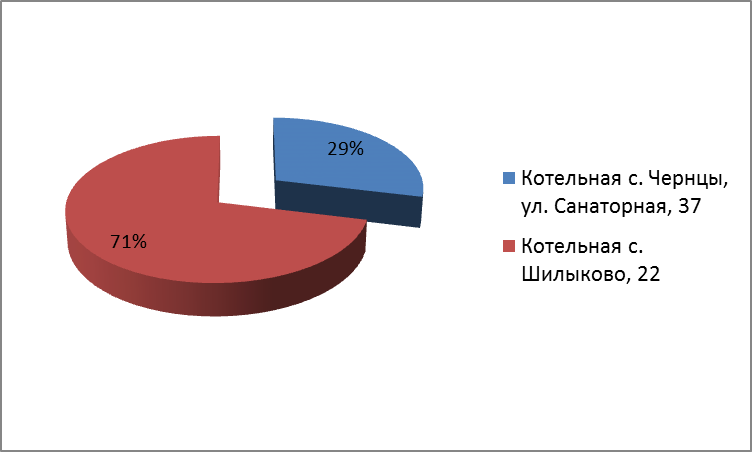 29%
71%
Котельная с. Чернцы,
ул. Санаторная, 37
Котельная с.
Шилыково, 22